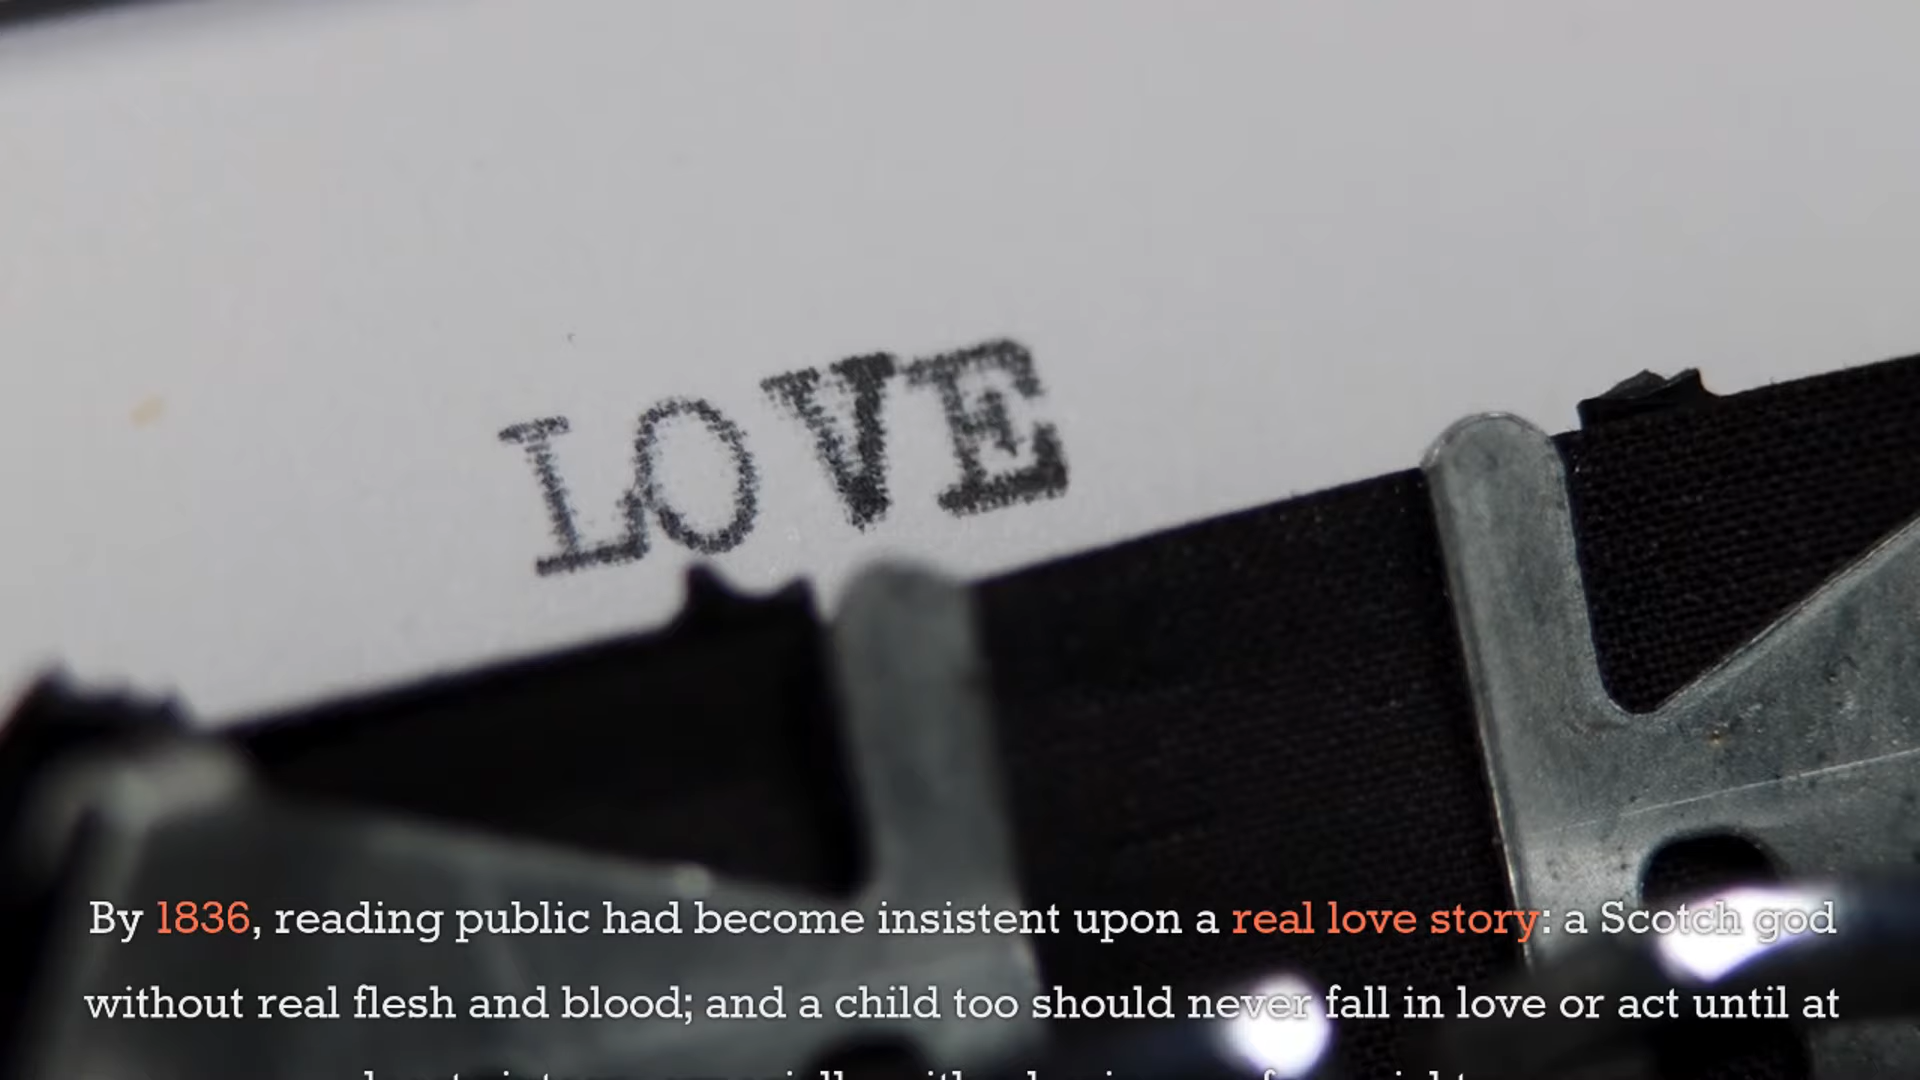 LOVE
By 1836, reading public had become insistent upon a real love story: a Scotch god
without real flesh and blood; and a child too should never fall in love or act until at